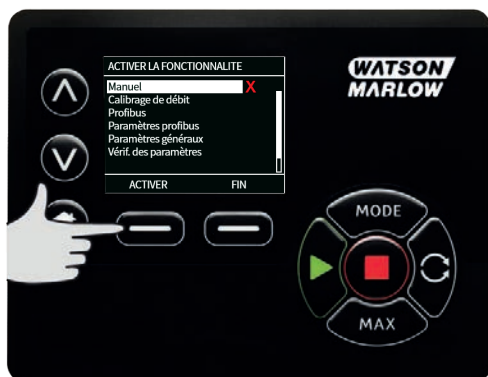 ACTIVER LA FONCTIONNALITE
Manuel X
Calibrage de débit
Profibus
Paramètres profibus
Paramètres généraux
Vérif. des paramètres
ACTIVER FIN
WATSON
MARLOW
MODE
MAX